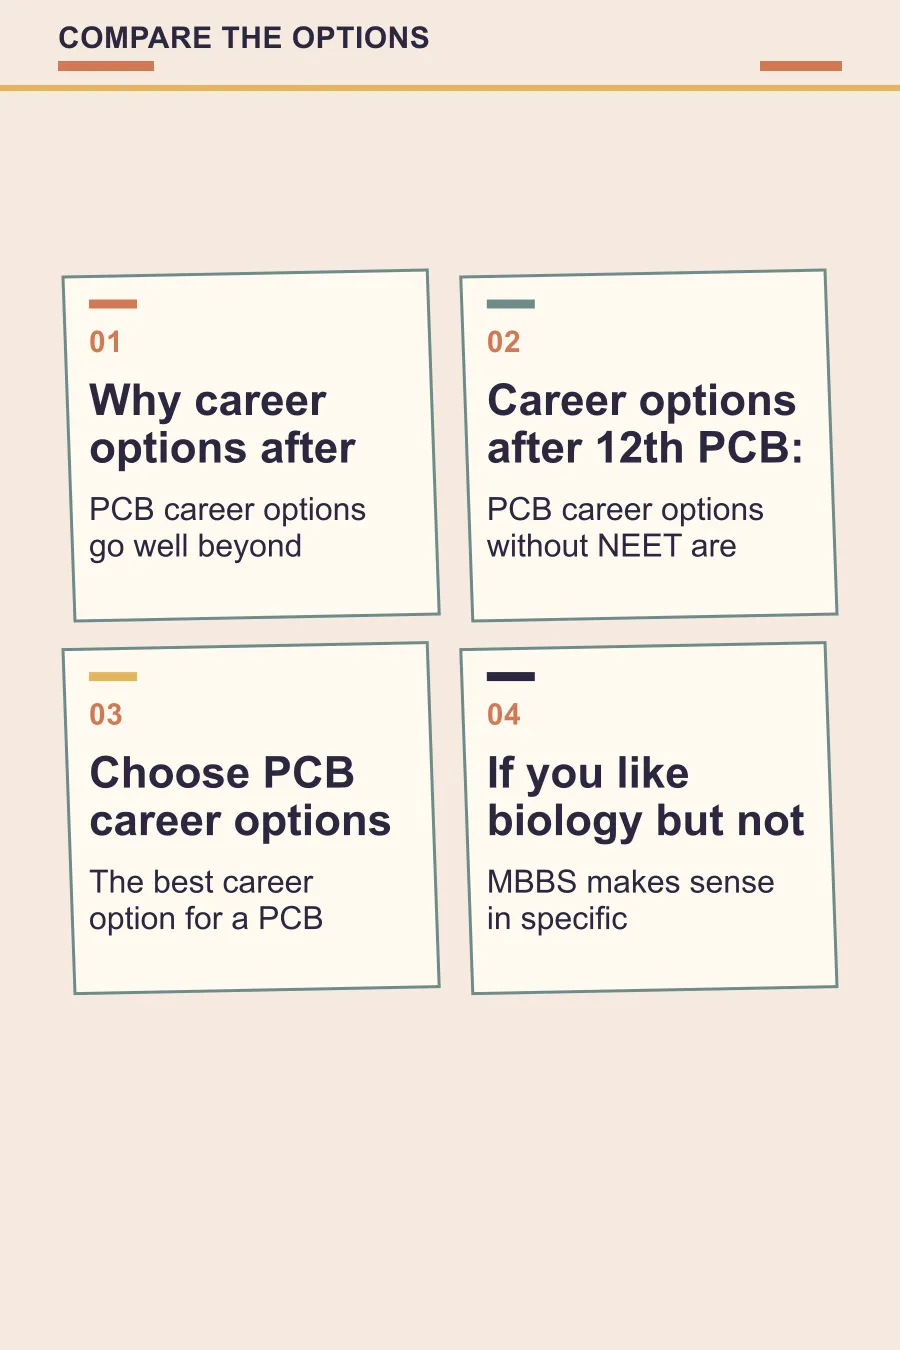 COMPARE THE OPTIONS
01
Why career
options after
PCB career options
go well beyond
02
Career options
after 12th PCB:
PCB career options
without NEET are
03
Choose PCB
career options
The best career
option for a PCB
04
If you like
biology but not
MBBS makes sense
in specific